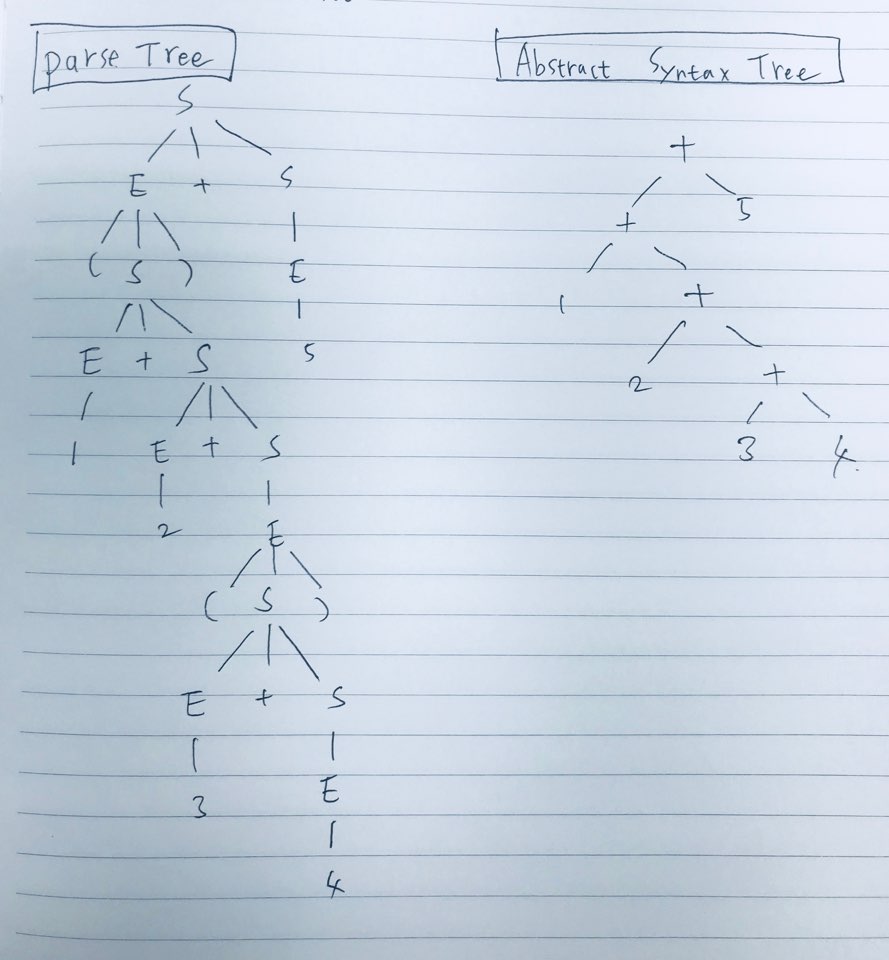 Parse Tree
Abstract Syntax Tree
S
+
E + S
+ 5
( S ) E
1 +
E + S 5
2 +
1 E + S
3 4
2 E
( S )
E + S
3 E
4